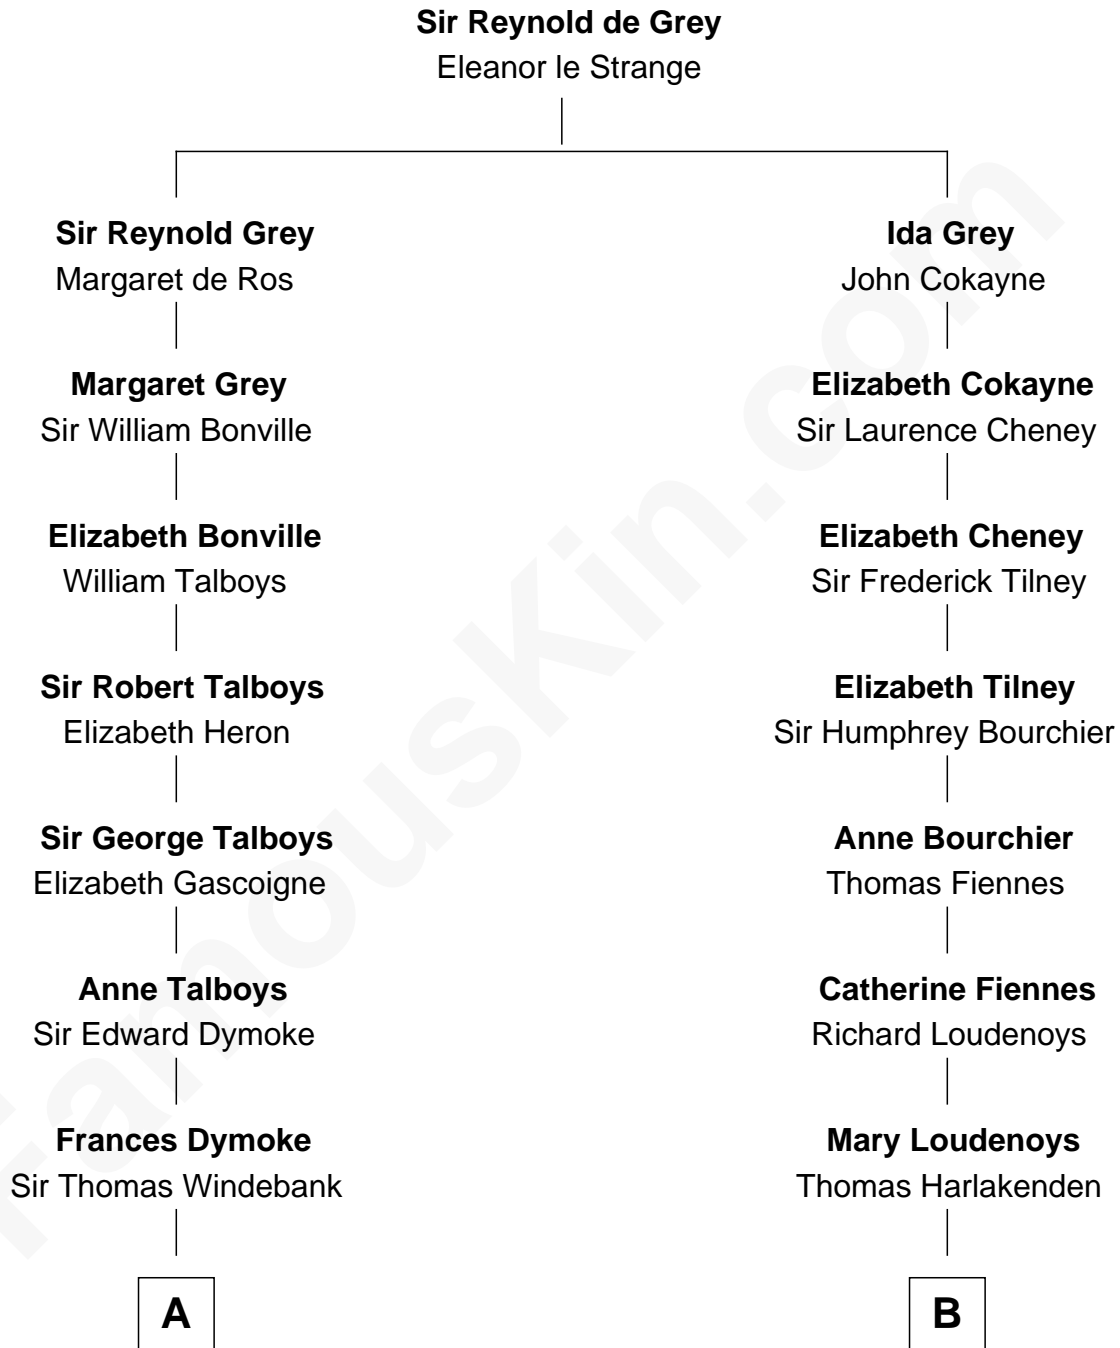 Sir Reynold de Grey
Eleanor le Strange
Sir Reynold Grey
Margaret de Ros
Ida Grey
John Cokayne
Margaret Grey
Sir William Bonville
Elizabeth Cokayne
Sir Laurence Cheney
Elizabeth Bonville
William Talboys
Elizabeth Cheney
Sir Frederick Tilney
Sir Robert Talboys
Elizabeth Heron
Elizabeth Tilney
Sir Humphrey Bourchier
Sir George Talboys
Elizabeth Gascoigne
Anne Bourchier
Thomas Fiennes
Anne Talboys
Sir Edward Dymoke
Catherine Fiennes
Richard Loudenoys
Frances Dymoke
Sir Thomas Windebank
Mary Loudenoys
Thomas Harlakenden
A
B
FamousKin.com